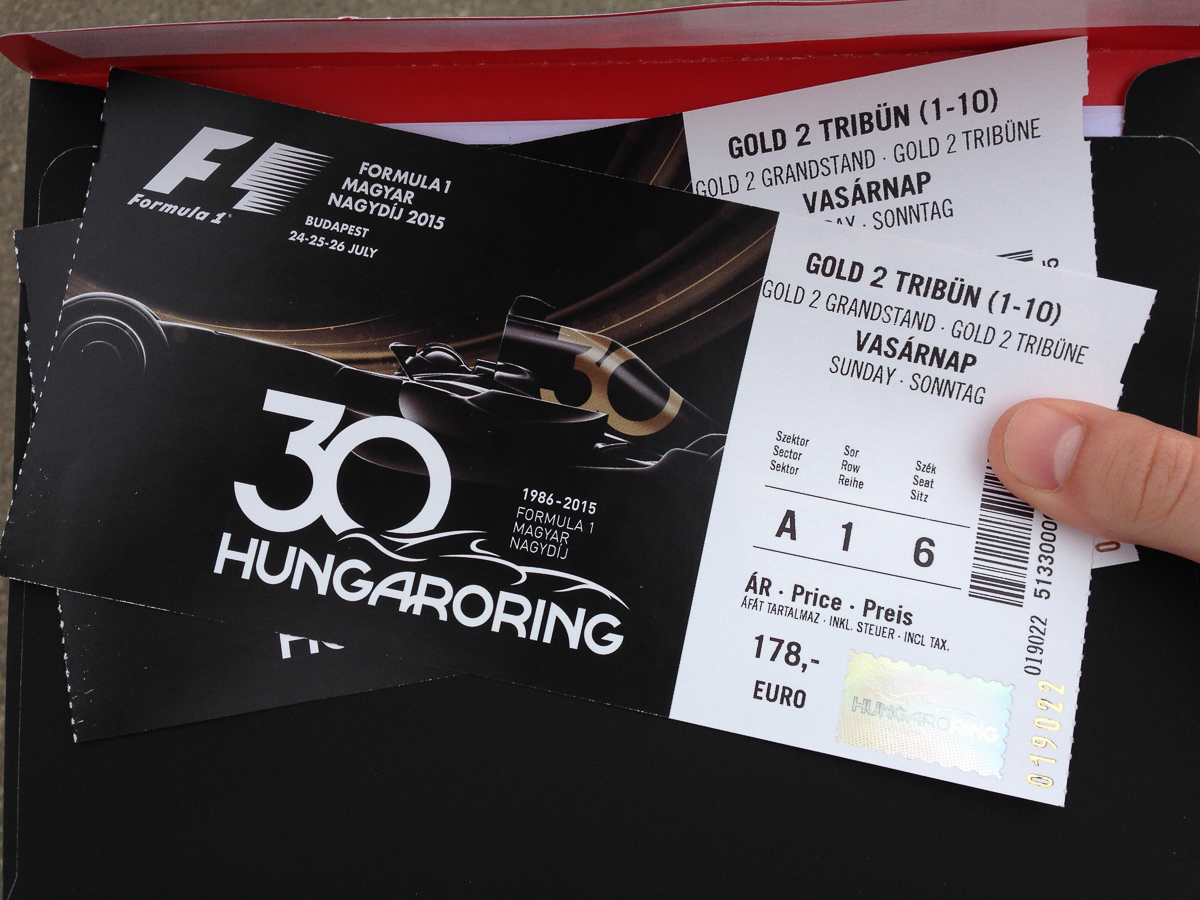 GOLD 2 TRIBÜN (1-10)
GOLD 2 GRANDSTAND · GOLD 2 TRIBÜNE
VASÁRNAP
SONNTAG
F1
Formula 1®
FORMULA 1
MAGYAR
NAGYDÍJ 2015
BUDAPEST
24-25-26 JULY
30
30
HUNGARORING
1986-2015
FORMULA 1
MAGYAR
NAGYDÍJ
GOLD 2 TRIBÜN (1-10)
GOLD 2 GRANDSTAND · GOLD 2 TRIBÜNE
VASÁRNAP
SUNDAY · SONNTAG
Szektor Sor Szék
Sector Row Seat
Sektor Reihe Sitz
A 1 6
ÁR · Price · Preis
ÁFÁT TARTALMAZ · INKL. STEUER · INCL TAX.
178,-
EURO
HUNGARORING
019022
019022